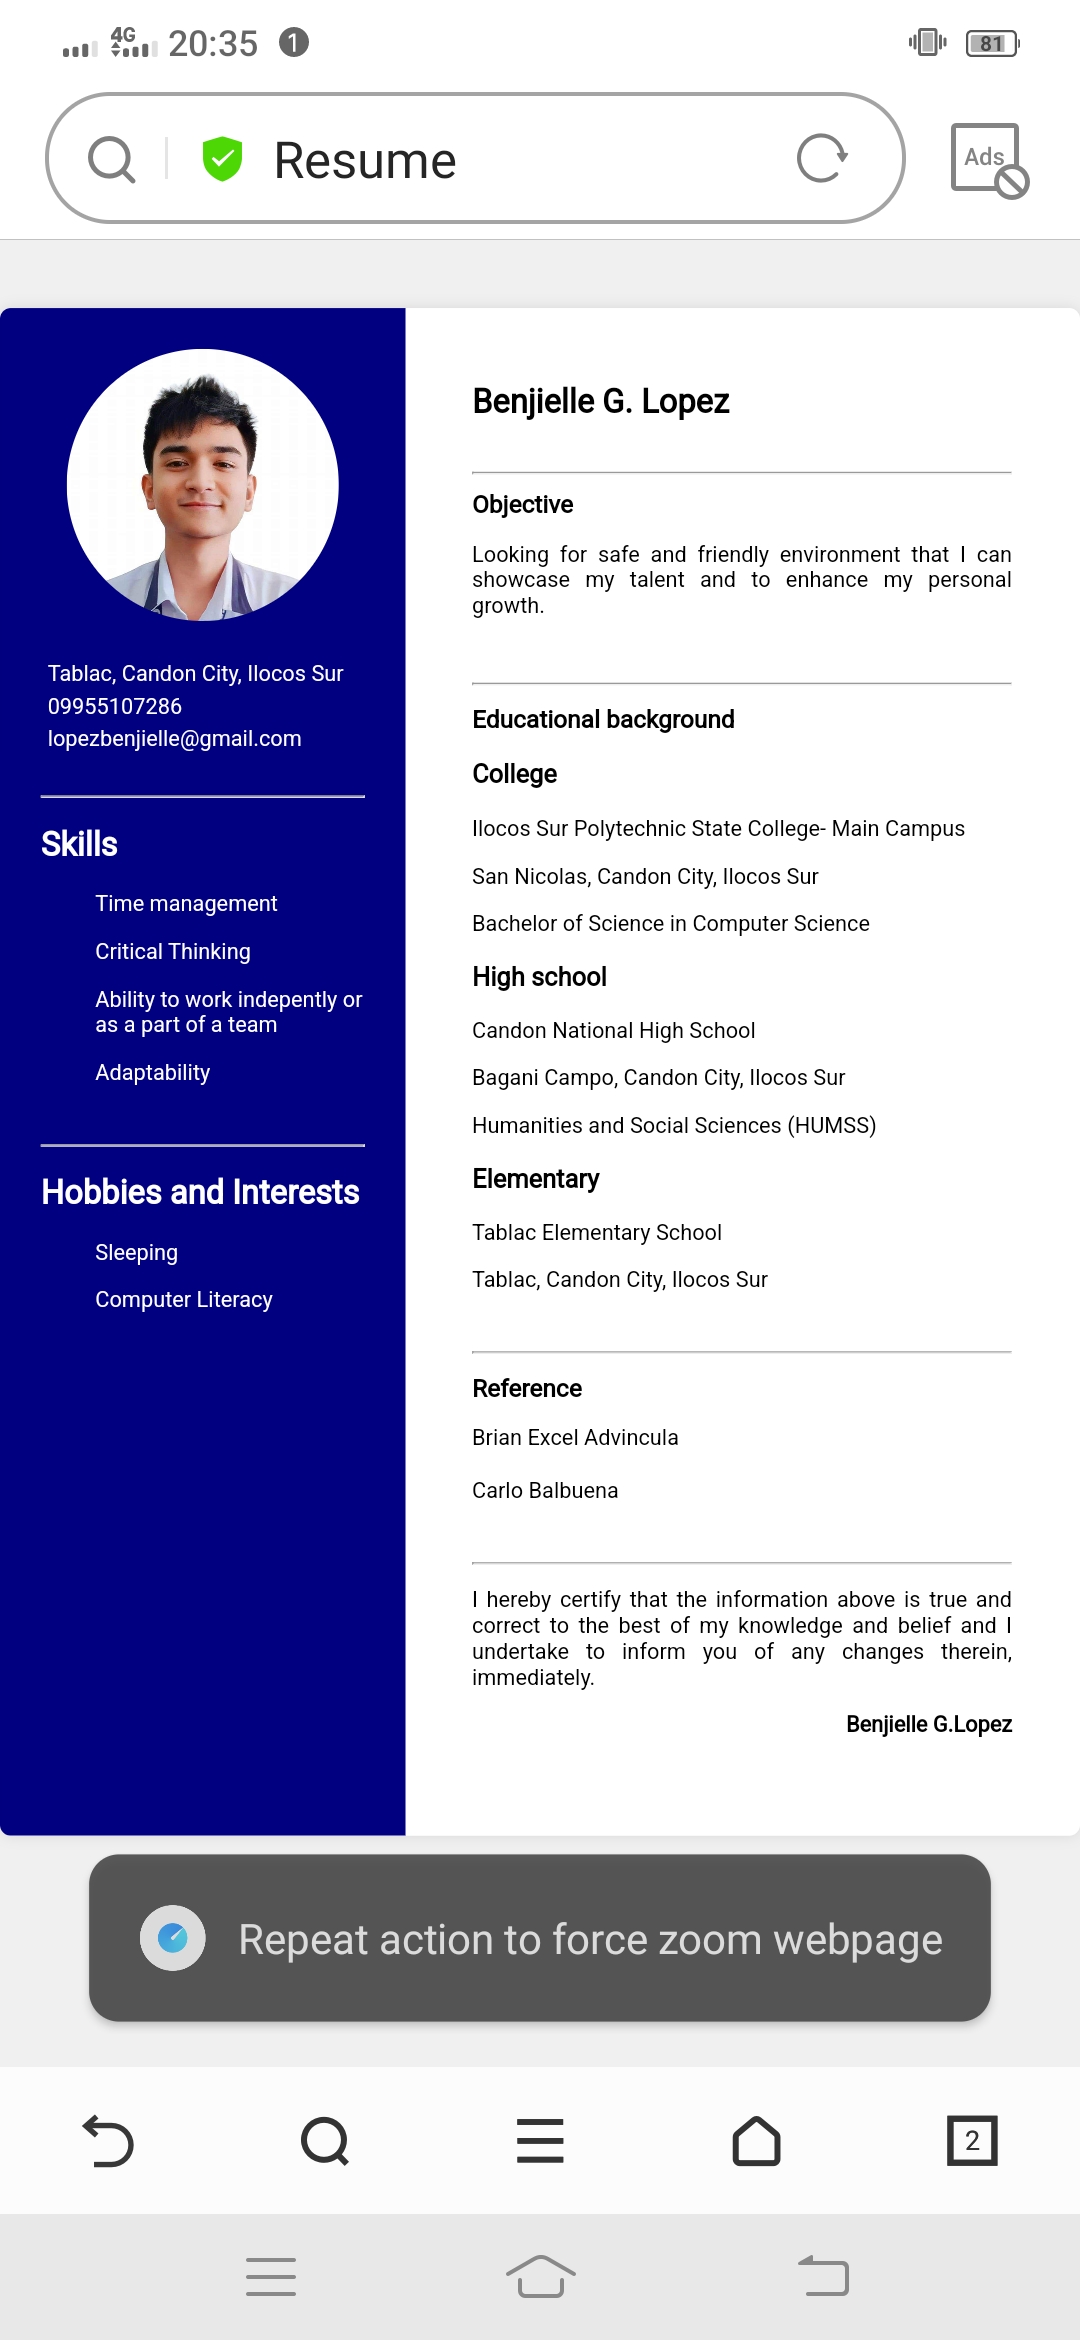 4G 20:35 1
81
Resume
Ads
Tablac, Candon City, Ilocos Sur
09955107286
lopezbenjielle@gmail.com
Skills
Time management
Critical Thinking
Ability to work indepently or
as a part of a team
Adaptability
Hobbies and Interests
Sleeping
Computer Literacy
Benjielle G. Lopez
Objective
Looking for safe and friendly environment that I can
showcase my talent and to enhance my personal
growth.
Educational background
College
Ilocos Sur Polytechnic State College- Main Campus
San Nicolas, Candon City, Ilocos Sur
Bachelor of Science in Computer Science
High school
Candon National High School
Bagani Campo, Candon City, Ilocos Sur
Humanities and Social Sciences (HUMSS)
Elementary
Tablac Elementary School
Tablac, Candon City, Ilocos Sur
Reference
Brian Excel Advincula
Carlo Balbuena
I hereby certify that the information above is true and
correct to the best of my knowledge and belief and I
undertake to inform you of any changes therein,
immediately.
Benjielle G.Lopez
Repeat action to force zoom webpage
2